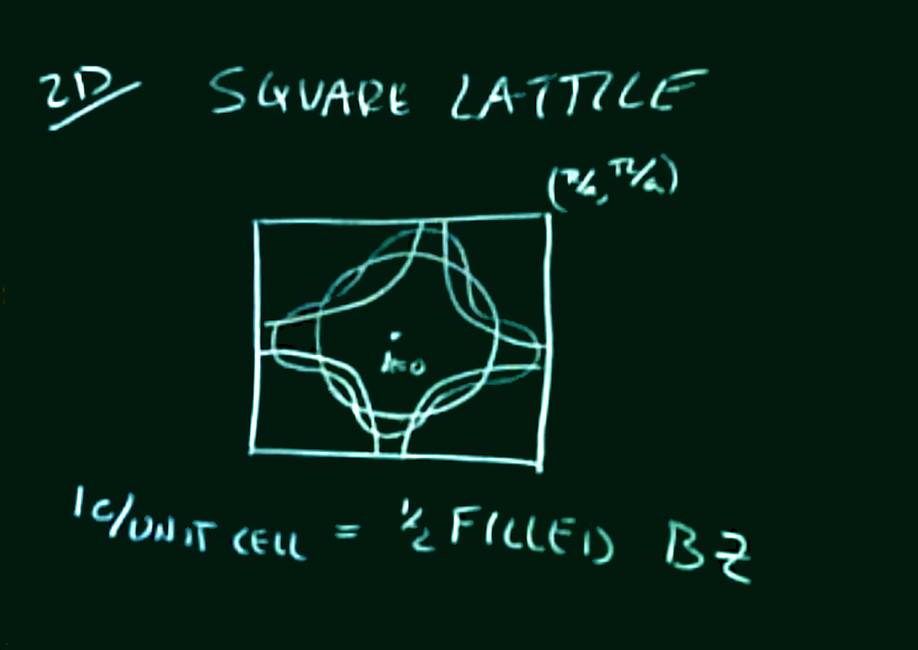 2D SQUARE LATTICE
(π/a, π/a)
k=0
1e/UNIT CELL = 1/2 FILLED BZ